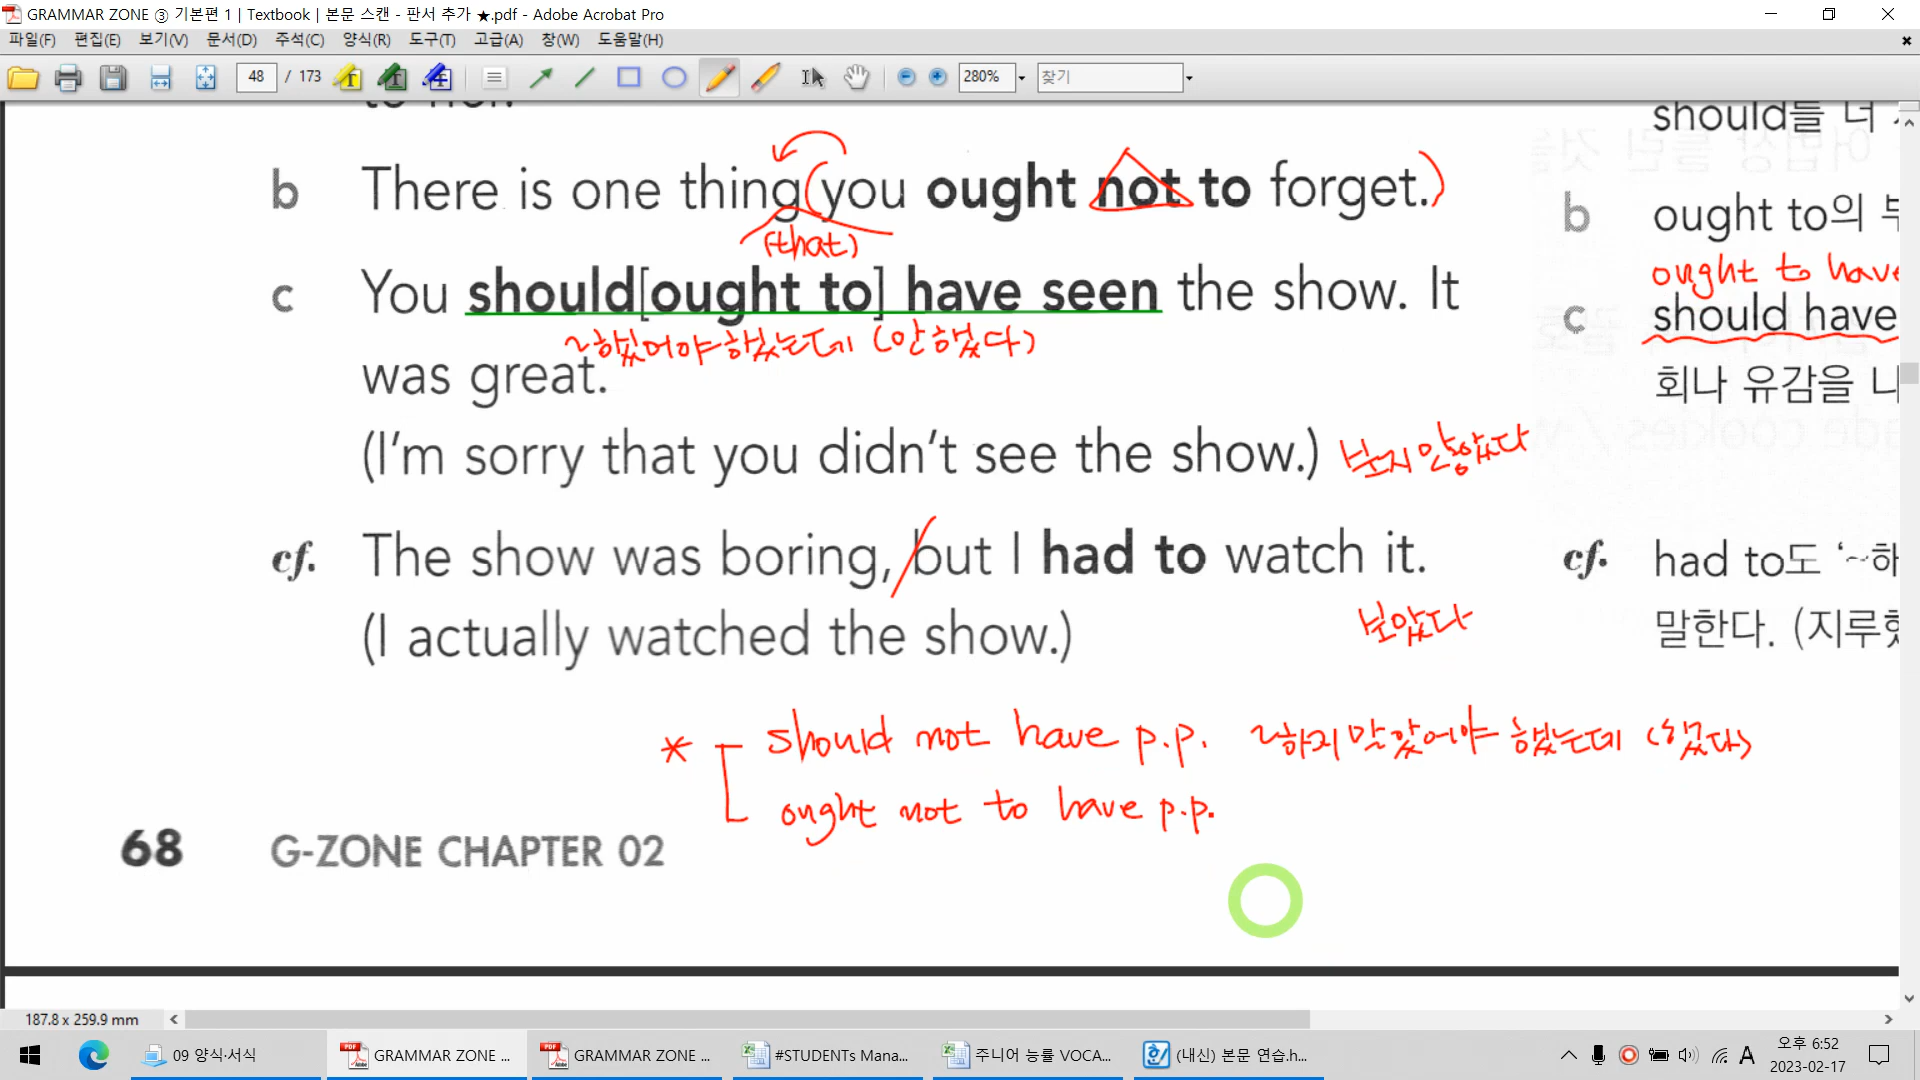 GRAMMAR ZONE ③ 기본편 1 | Textbook | 본문 스캔 - 판서 추가 ★.pdf - Adobe Acrobat Pro
파일(F) 편집(E) 보기(V) 문서(D) 주석(C) 양식(R) 도구(T) 고급(A) 창(W) 도움말(H)
48 / 173 280% 찾기
should들 너
b There is one thing (you ought not to forget.)
(that)
b ought to의
ought to have
c You should[ought to] have seen the show. It
c should have
~했어야 했는데 (안 했다)
was great.
회나 유감을 나
(I'm sorry that you didn't see the show.) 보지 않았다
cf. The show was boring, but I had to watch it.
cf. had to도 '~해
보았다
(I actually watched the show.)
말한다. (지루했
* should not have p.p. ~하지 말았어야 했는데 (했다)
ought not to have p.p.
68 G-ZONE CHAPTER 02
187.8 x 259.9 mm
09 양식·서식 GRAMMAR ZONE ... GRAMMAR ZONE ... #STUDENTs Mana... 주니어 능률 VOCA... (내신) 본문 연습.h... A 오후 6:52
2023-02-17